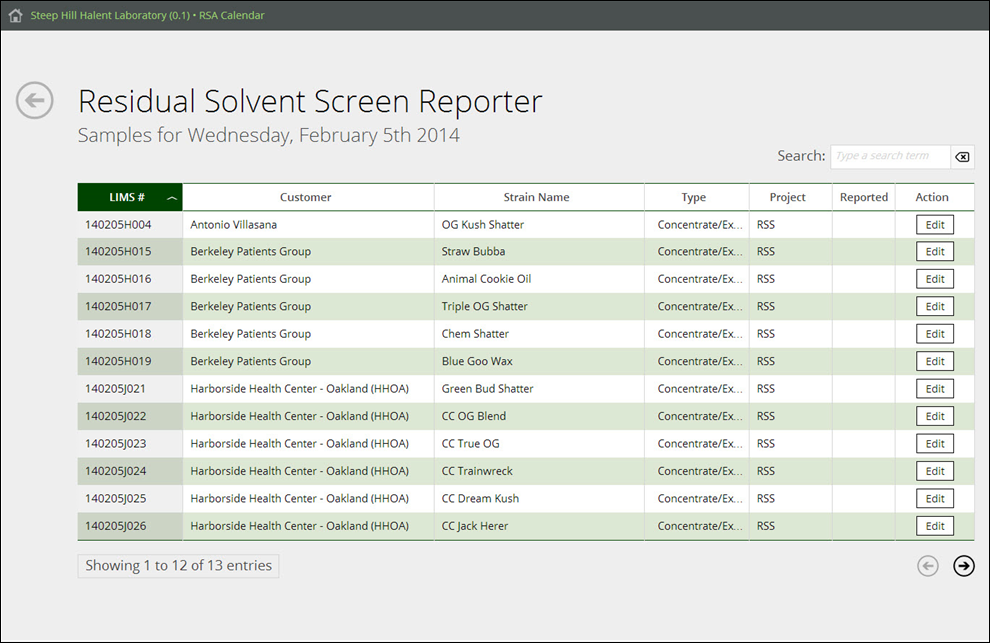 Steep Hill Halent Laboratory (0.1) • RSA Calendar
Residual Solvent Screen Reporter
Samples for Wednesday, February 5th 2014
Search: Type a search term
LIMS # Customer Strain Name Type Project Reported Action
140205H004 Antonio Villasana OG Kush Shatter Concentrate/Ex... RSS Edit
140205H015 Berkeley Patients Group Straw Bubba Concentrate/Ex... RSS Edit
140205H016 Berkeley Patients Group Animal Cookie Oil Concentrate/Ex... RSS Edit
140205H017 Berkeley Patients Group Triple OG Shatter Concentrate/Ex... RSS Edit
140205H018 Berkeley Patients Group Chem Shatter Concentrate/Ex... RSS Edit
140205H019 Berkeley Patients Group Blue Goo Wax Concentrate/Ex... RSS Edit
140205J021 Harborside Health Center - Oakland (HHOA) Green Bud Shatter Concentrate/Ex... RSS Edit
140205J022 Harborside Health Center - Oakland (HHOA) CC OG Blend Concentrate/Ex... RSS Edit
140205J023 Harborside Health Center - Oakland (HHOA) CC True OG Concentrate/Ex... RSS Edit
140205J024 Harborside Health Center - Oakland (HHOA) CC Trainwreck Concentrate/Ex... RSS Edit
140205J025 Harborside Health Center - Oakland (HHOA) CC Dream Kush Concentrate/Ex... RSS Edit
140205J026 Harborside Health Center - Oakland (HHOA) CC Jack Herer Concentrate/Ex... RSS Edit
Showing 1 to 12 of 13 entries